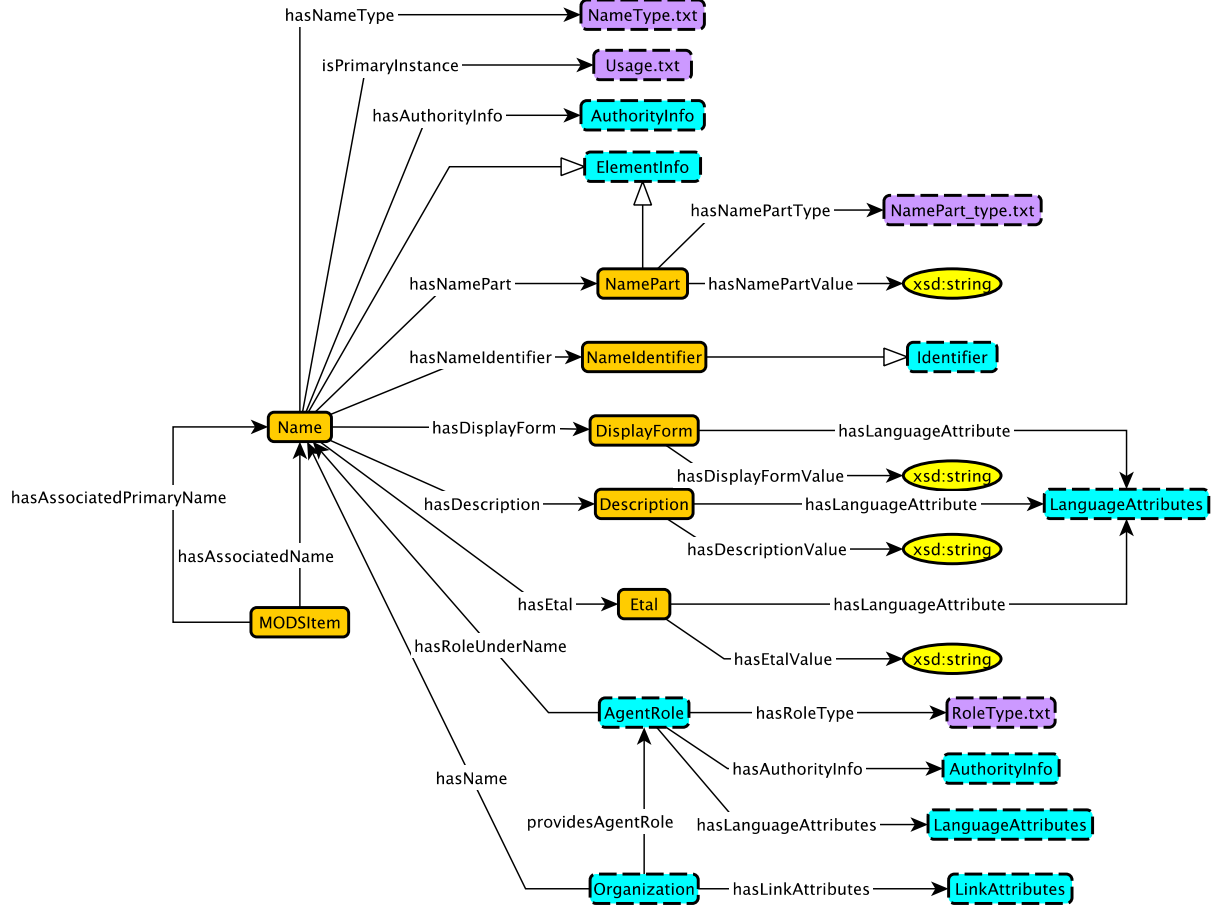 hasNameType
NameType.txt
isPrimaryInstance
Usage.txt
hasAuthorityInfo
AuthorityInfo
ElementInfo
hasNamePartType
NamePart_type.txt
hasNamePart
NamePart
hasNamePartValue
xsd:string
hasNameIdentifier
NameIdentifier
Identifier
Name
hasDisplayForm
DisplayForm
hasLanguageAttribute
hasDisplayFormValue
xsd:string
hasAssociatedPrimaryName
hasDescription
Description
hasLanguageAttribute
LanguageAttributes
hasDescriptionValue
xsd:string
hasAssociatedName
hasEtal
Etal
hasLanguageAttribute
MODSItem
hasRoleUnderName
hasEtalValue
xsd:string
AgentRole
hasRoleType
RoleType.txt
hasAuthorityInfo
AuthorityInfo
hasName
providesAgentRole
hasLanguageAttributes
LanguageAttributes
Organization
hasLinkAttributes
LinkAttributes